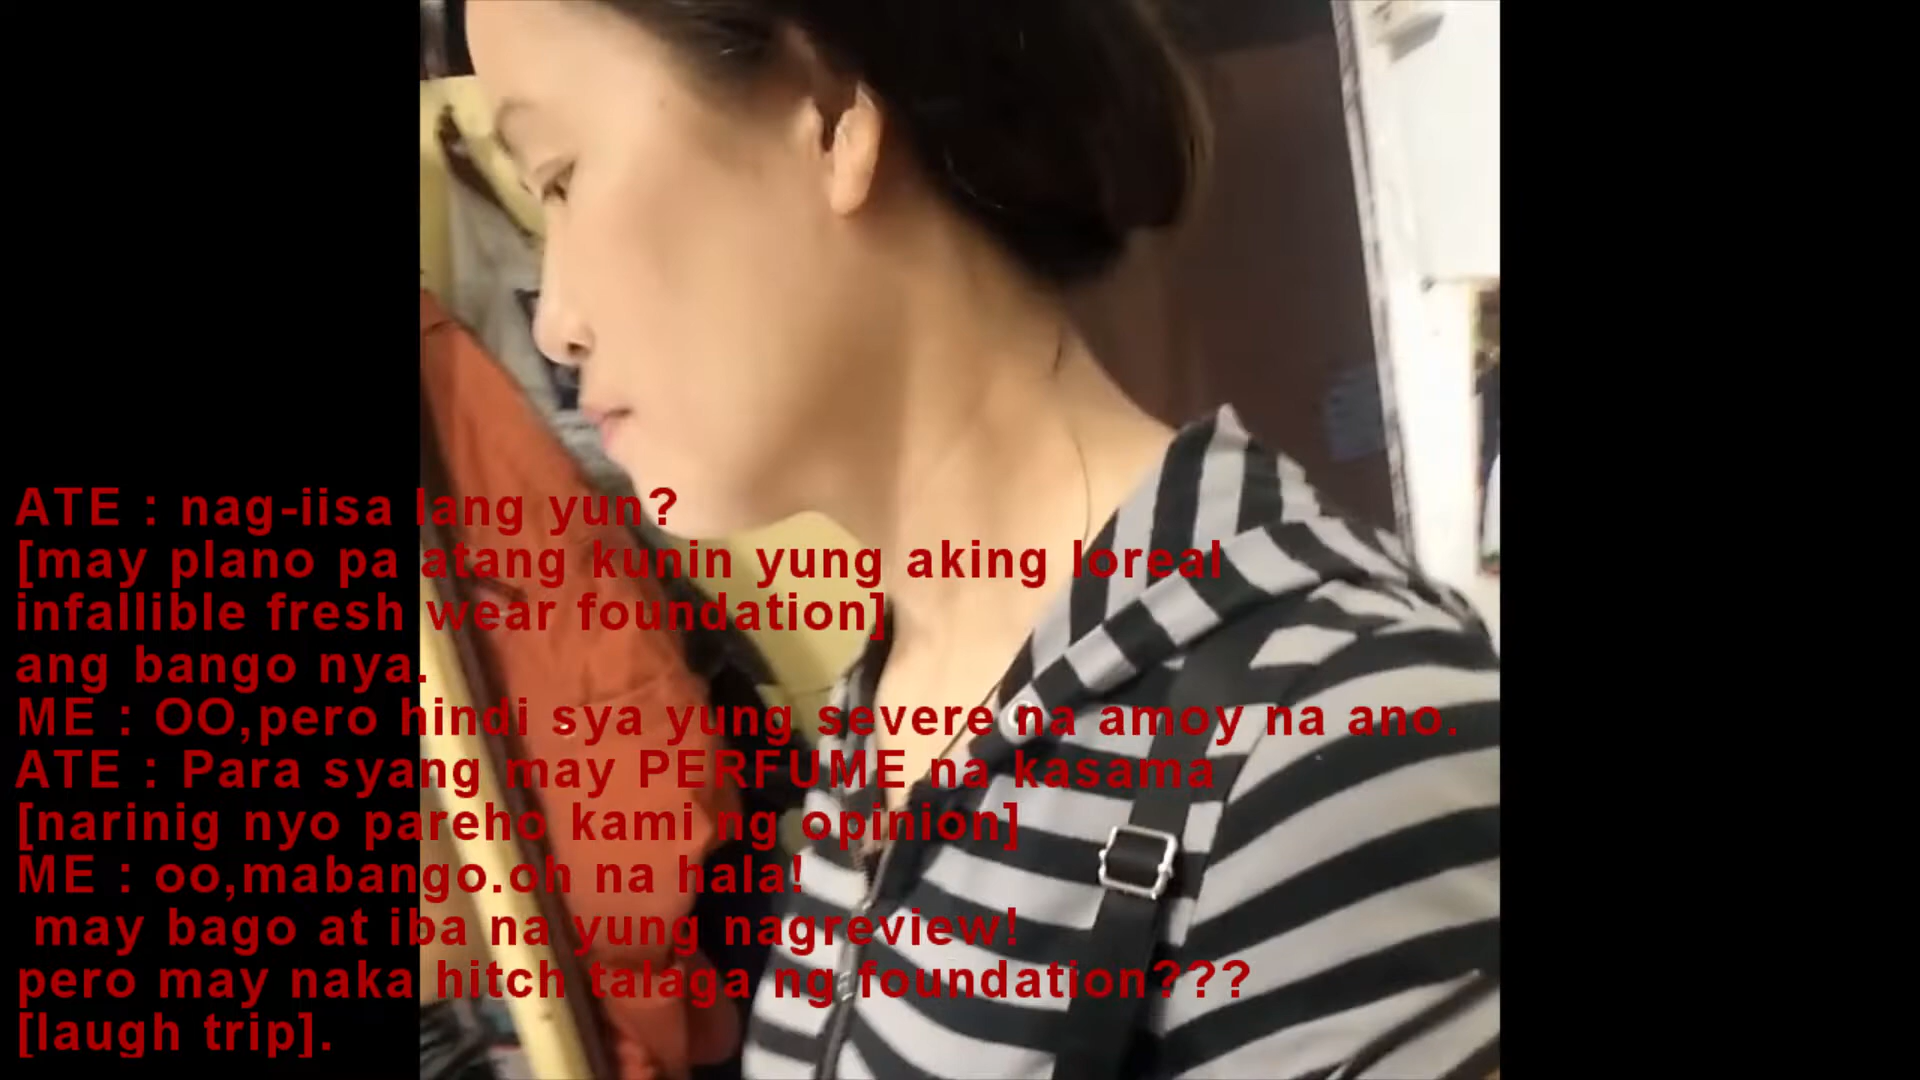 ATE : nag-iisa lang yun?
[may plano pa atang kunin yung aking loreal
infallible fresh wear foundation]
ang bango nya.
ME : OO,pero hindi sya yung severe na amoy na ano.
ATE : Para syang may PERFUME na kasama
[narinig nyo pareho kami ng opinion]
ME : oo,mabango.oh na hala!
may bago at iba na yung nagreview!
pero may naka hitch talaga ng foundation???
[laugh trip].